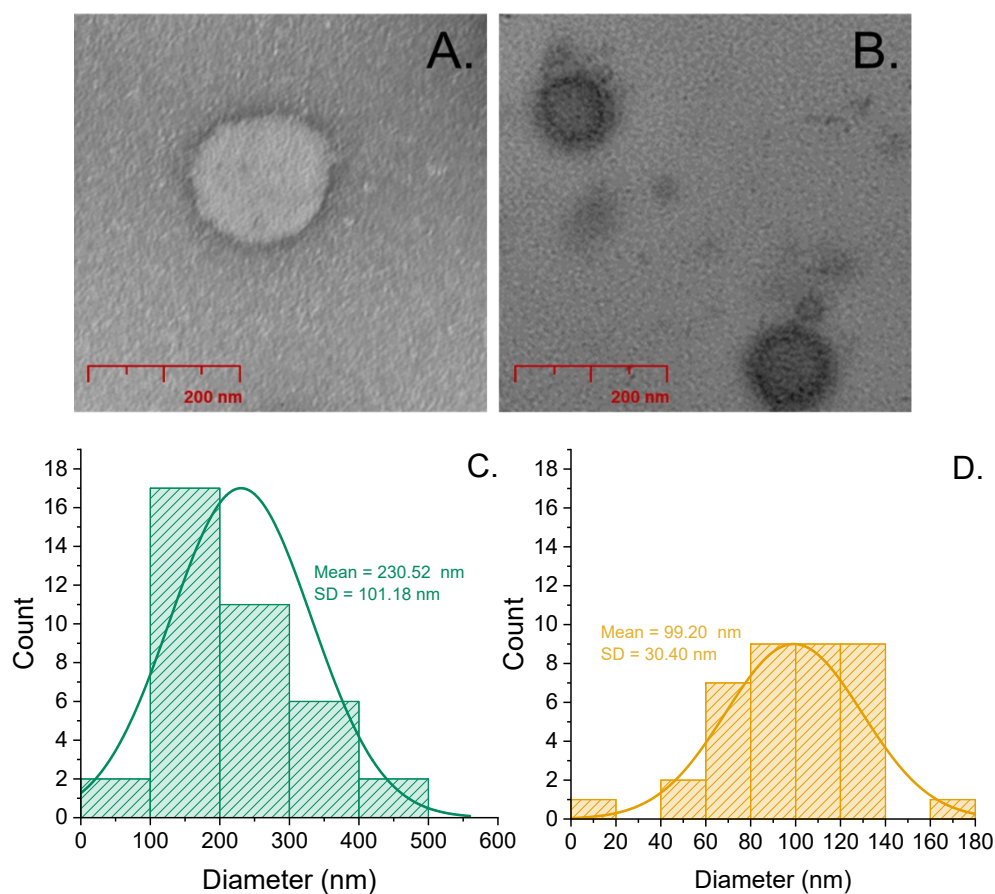 A.
B.
200 nm
200 nm
C.
18
16
14
12
10
8
6
4
2
0
Count
Mean = 230.52 nm
SD = 101.18 nm
0 100 200 300 400 500 600
Diameter (nm)
D.
18
16
14
12
10
8
6
4
2
0
Count
Mean = 99.20 nm
SD = 30.40 nm
0 20 40 60 80 100 120 140 160 180
Diameter (nm)